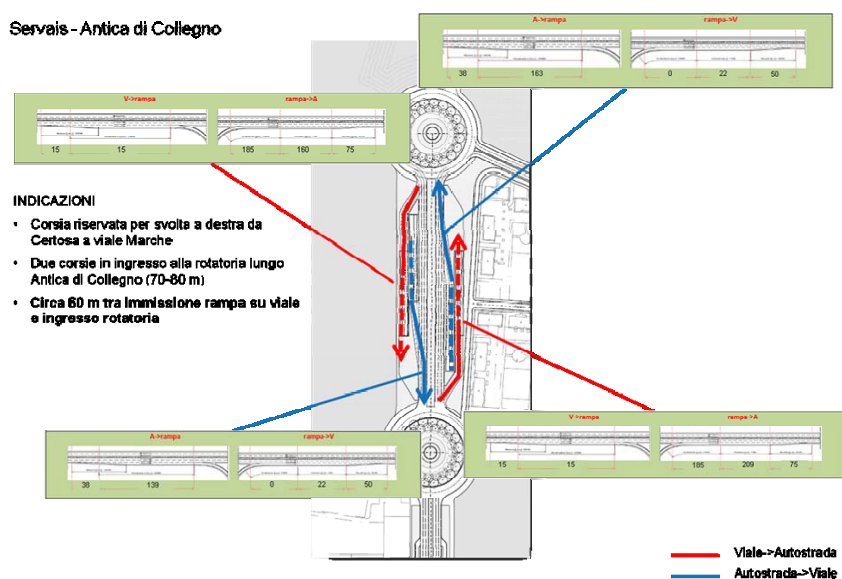 Servais - Antica di Collegno
A->rampa
rampa->V
38
163
0
22
50
V->rampa
rampa->A
15
15
185
160
75
INDICAZIONI
• Corsia riservata per svolta a destra da
Certosa a viale Marche
• Due corsie in ingresso alla rotatoria lungo
Antica di Collegno (70-80 m)
• Circa 60 m tra immissione rampa su viale
e ingresso rotatoria
A->rampa
rampa->V
38
139
0
22
50
V->rampa
rampa->A
15
15
185
209
75
Viale->Autostrada
Autostrada->Viale